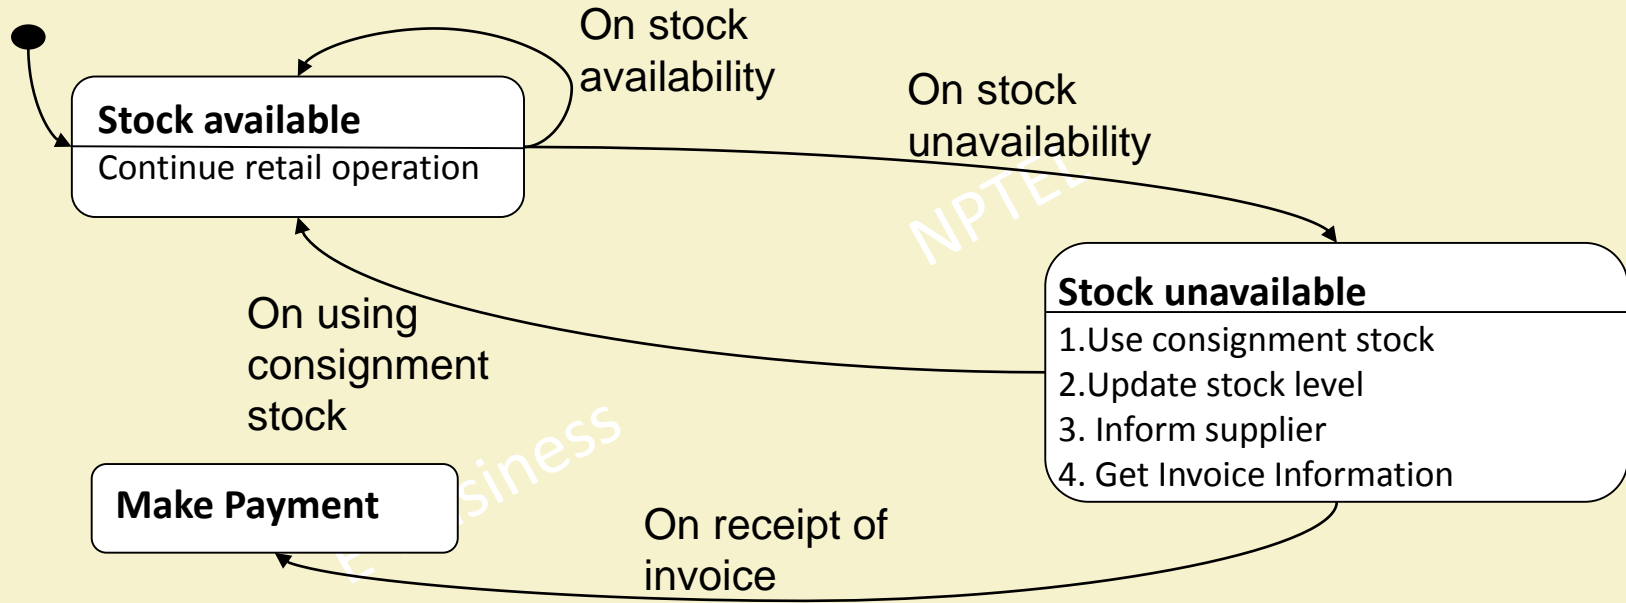 On stock
availability
On stock
unavailability
Stock available
Continue retail operation
NPTEL
Stock unavailable
1.Use consignment stock
2.Update stock level
3. Inform supplier
4. Get Invoice Information
On using
consignment
stock
Make Payment
On receipt of
invoice